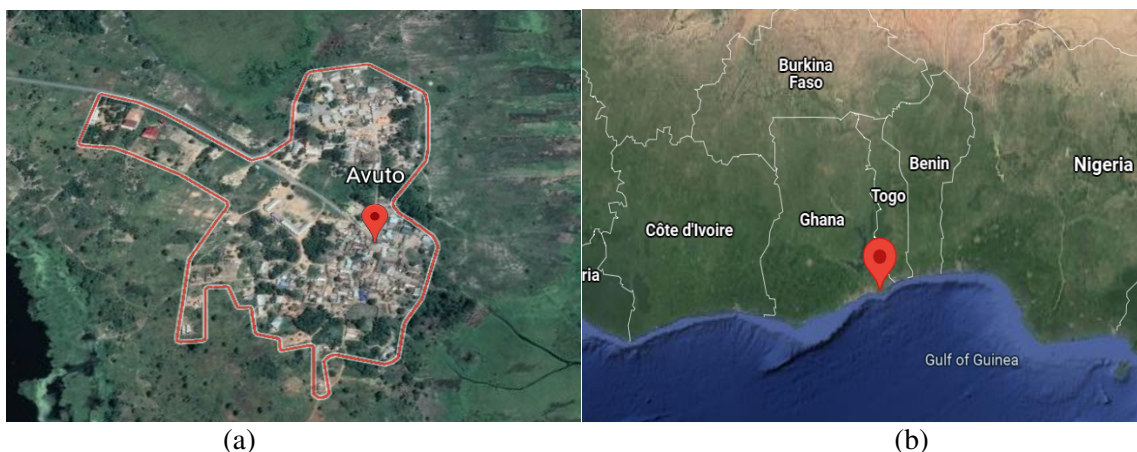 Avuto
Burkina
Faso
Benin
Nigeria
Togo
Ghana
Côte d'Ivoire
ria
Gulf of Guinea
(a)
(b)